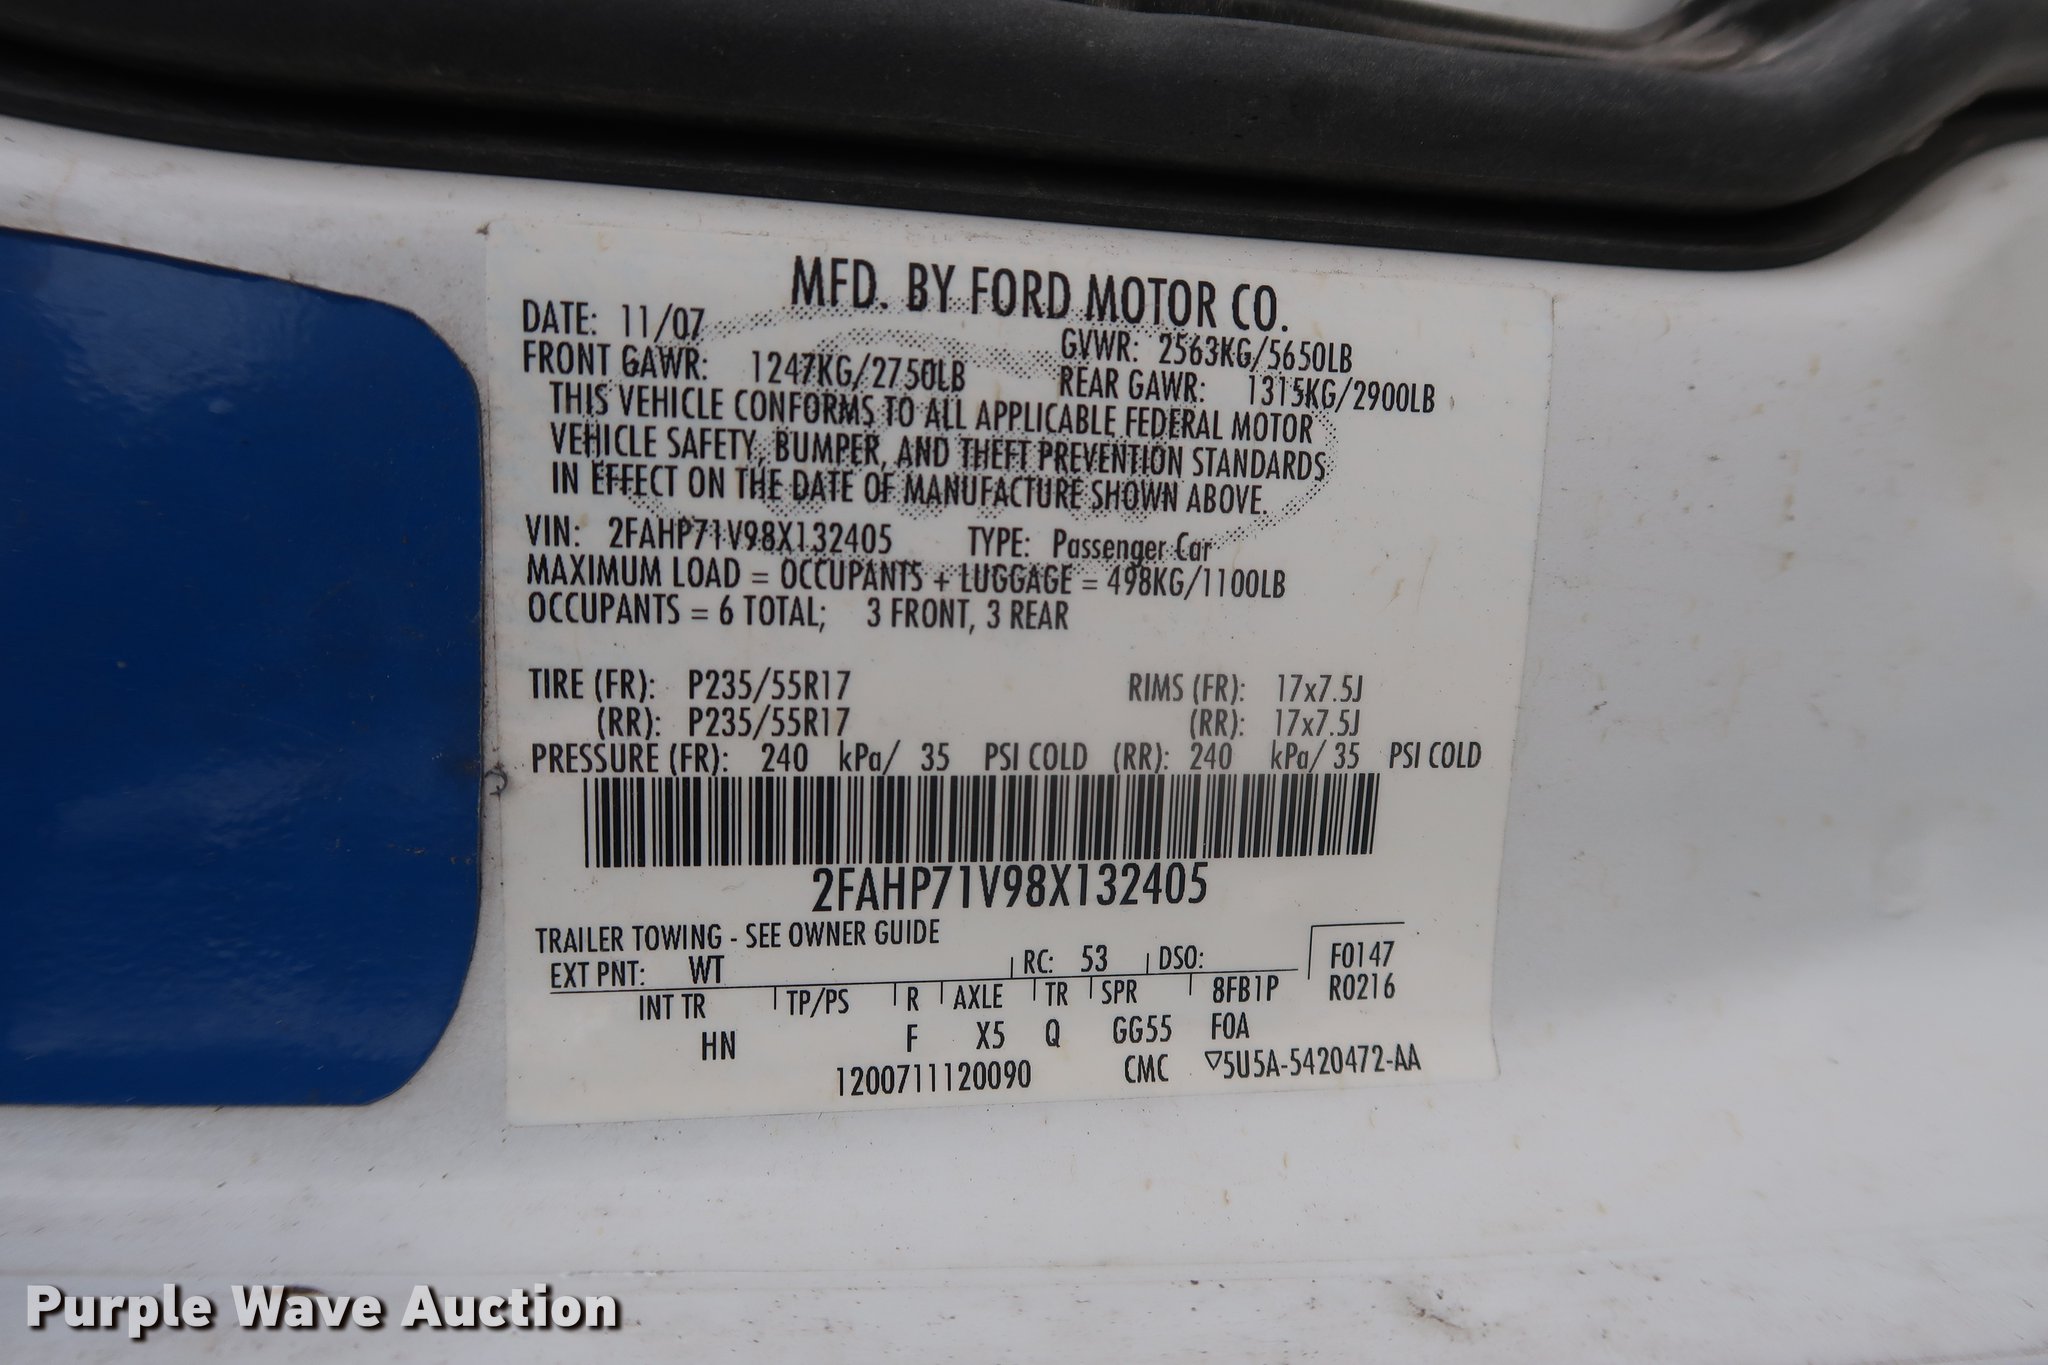 MFD. BY FORD MOTOR CO.
DATE: 11/07 GVWR: 2563KG/5650LB
FRONT GAWR: 1247KG/2750LB REAR GAWR: 1315KG/2900LB
THIS VEHICLE CONFORMS TO ALL APPLICABLE FEDERAL MOTOR
VEHICLE SAFETY, BUMPER, AND THEFT PREVENTION STANDARDS
IN EFFECT ON THE DATE OF MANUFACTURE SHOWN ABOVE.
VIN: 2FAHP71V98X132405 TYPE: Passenger Car
MAXIMUM LOAD = OCCUPANTS + LUGGAGE = 498KG/1100LB
OCCUPANTS = 6 TOTAL; 3 FRONT, 3 REAR
TIRE (FR): P235/55R17 RIMS (FR): 17x7.5J
(RR): P235/55R17 (RR): 17x7.5J
PRESSURE (FR): 240 kPa/ 35 PSI COLD (RR): 240 kPa/ 35 PSI COLD
2FAHP71V98X132405
TRAILER TOWING - SEE OWNER GUIDE
EXT PNT: WT RC: 53 DSO: F0147
INT TR TP/PS R AXLE TR SPR 8FB1P R0216
HN F X5 Q GG55 F0A
1200711120090 CMC ▽5U5A-5420472-AA
Purple Wave Auction